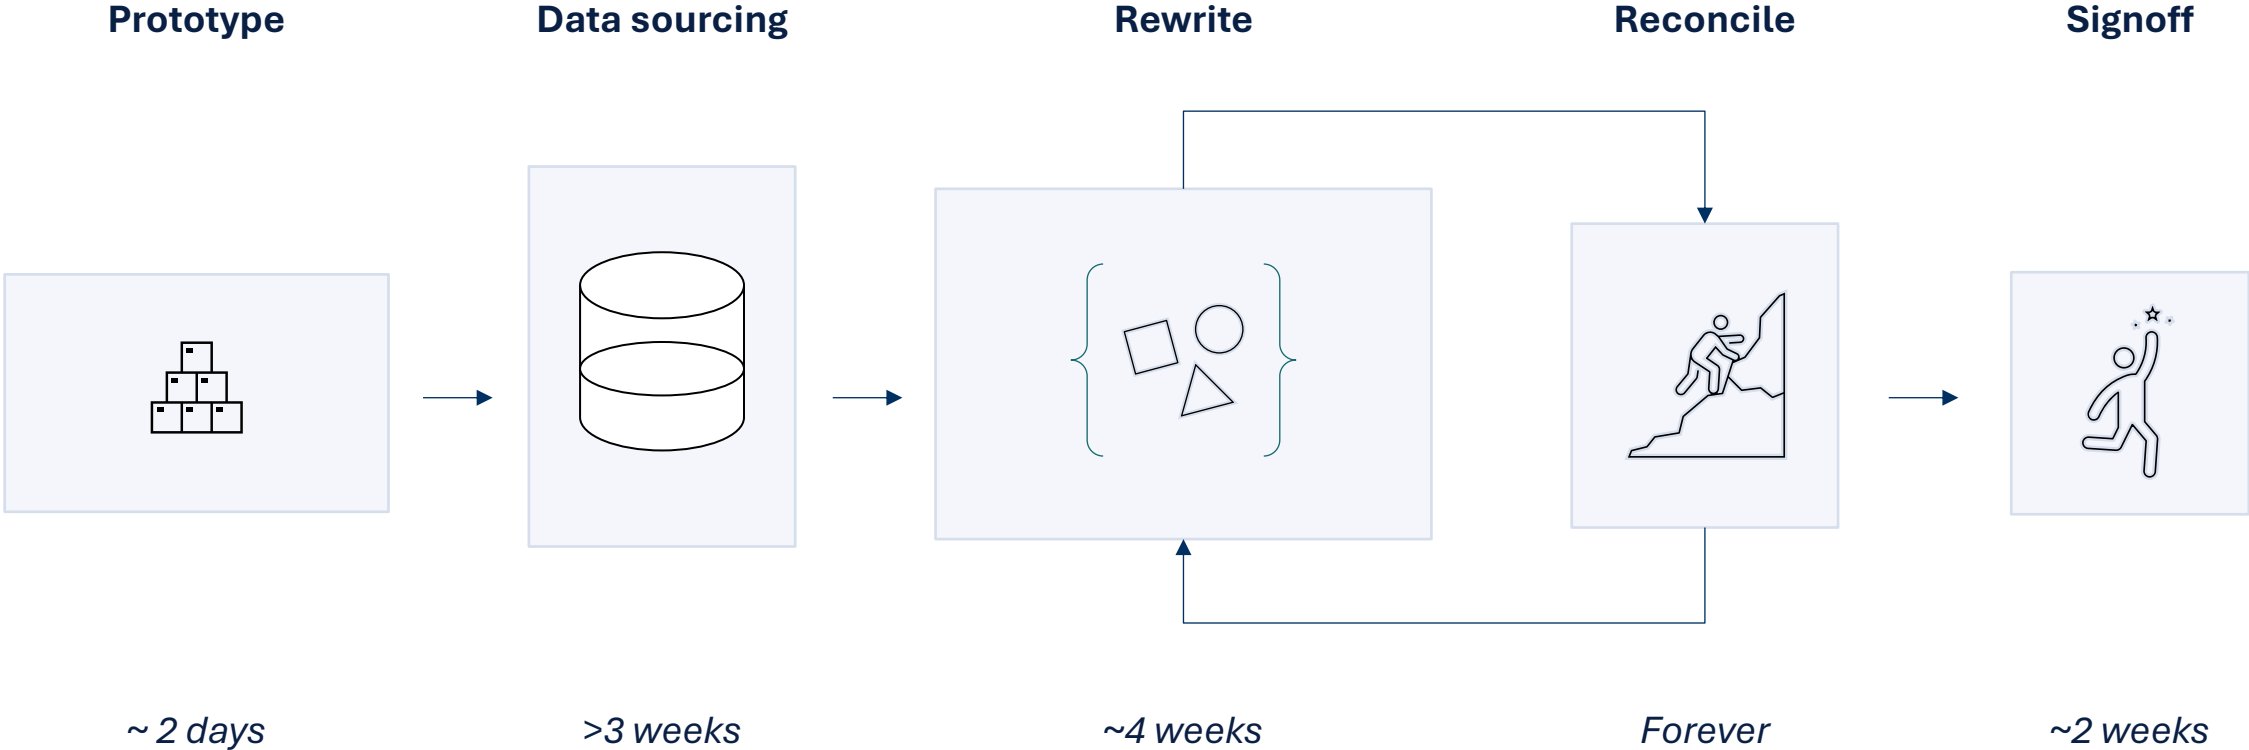 Prototype
Data sourcing
Rewrite
Reconcile
Signoff
~ 2 days
>3 weeks
~4 weeks
Forever
~2 weeks